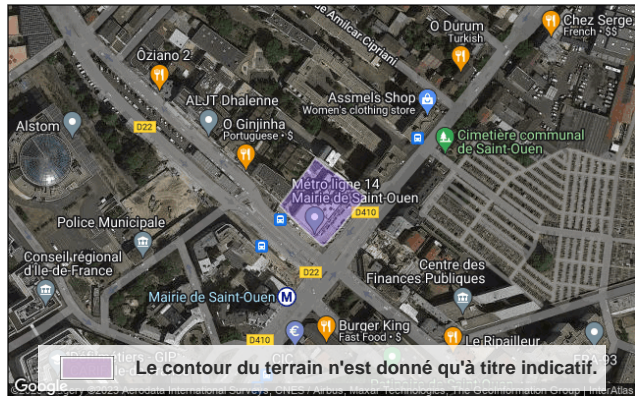 Chez Serge
French • $$
O Durum
Turkish
Rue Amilcar Cipriani
Ôziano 2
ALJT Dhalenne
Assmels Shop
Women's clothing store
Alstom
D22
O Ginjinha
Portuguese • $
Cimetière communal
de Saint-Ouen
Métro ligne 14
Mairie de Saint-Ouen
D410
Police Municipale
Conseil régional
d'Île-de-France
D22
Centre des
Finances Publiques
Mairie de Saint-Ouen
M
D410
Burger King
Fast Food • $
CIC
Le Ripailleur
Le contour du terrain n'est donné qu'à titre indicatif.
Google